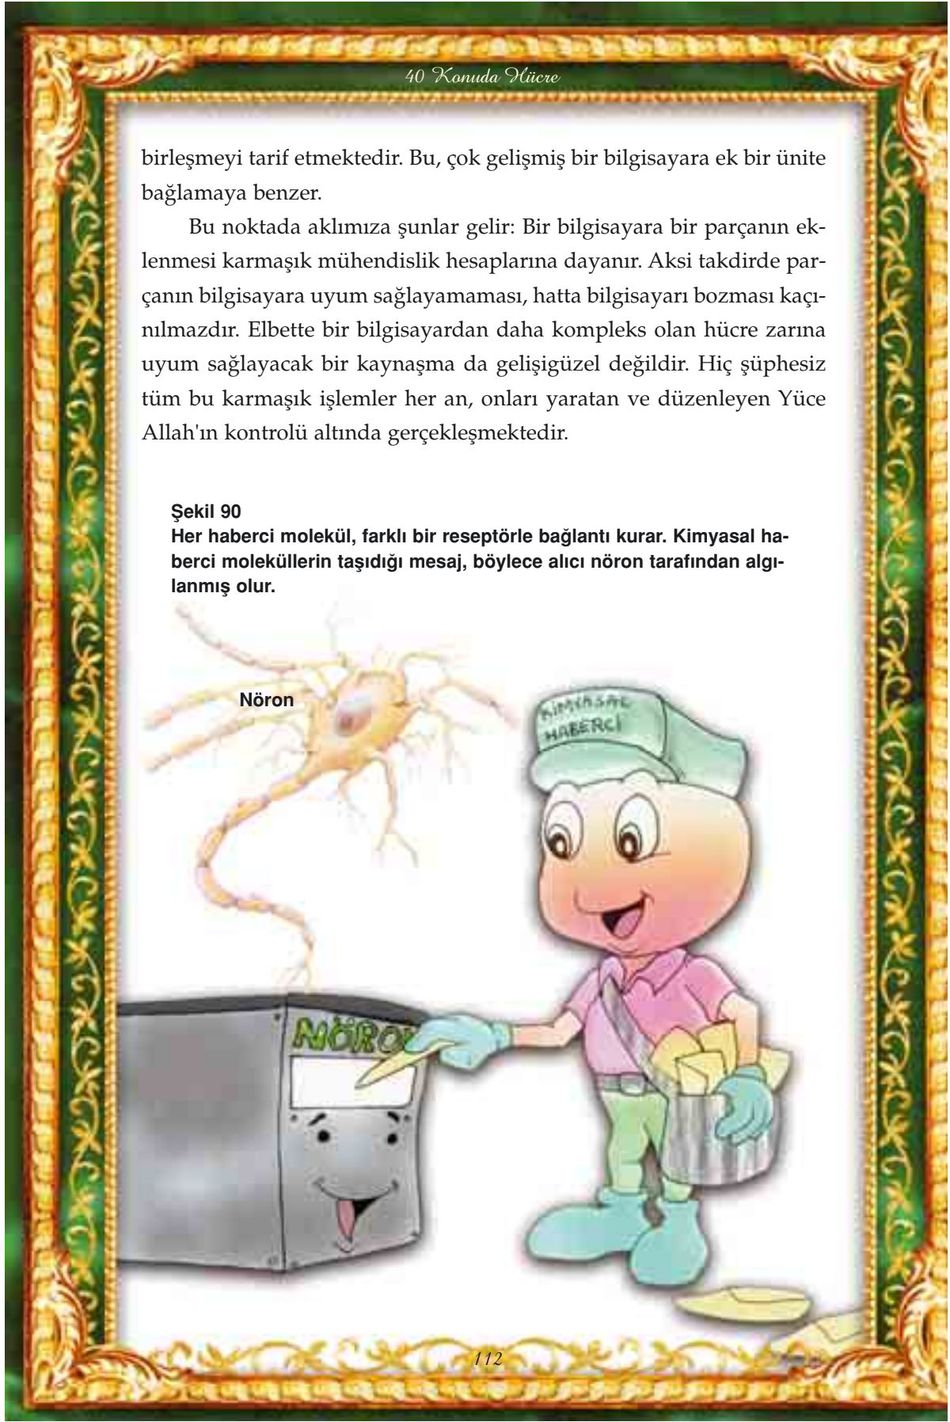 40 Konuda Hücre
birleşmeyi tarif etmektedir. Bu, çok gelişmiş bir bilgisayara ek bir ünite
bağlamaya benzer.
Bu noktada aklımıza şunlar gelir: Bir bilgisayara bir parçanın ek-
lenmesi karmaşık mühendislik hesaplarına dayanır. Aksi takdirde par-
çanın bilgisayara uyum sağlayamaması, hatta bilgisayarı bozması kaçı-
nılmazdır. Elbette bir bilgisayardan daha kompleks olan hücre zarına
uyum sağlayacak bir kaynaşma da gelişigüzel değildir. Hiç şüphesiz
tüm bu karmaşık işlemler her an, onları yaratan ve düzenleyen Yüce
Allah'ın kontrolü altında gerçekleşmektedir.
Şekil 90
Her haberci molekül, farklı bir reseptörle bağlantı kurar. Kimyasal ha-
berci moleküllerin taşıdığı mesaj, böylece alıcı nöron tarafından algı-
lanmış olur.
Nöron
KİMYASAL
HABERCİ
NÖRON
112